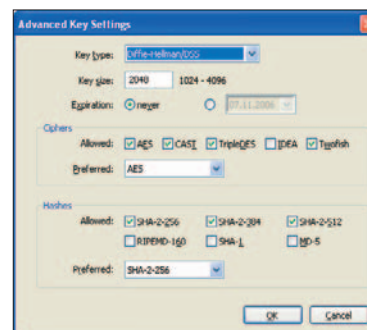 Advanced Key Settings
Key type: Diffie-Hellman/DSS
Key size: 2048 1024 - 4096
Expiration: never 07.11.2006
Ciphers
Allowed: AES CAST TripleDES IDEA Twofish
Preferred: AES
Hashes
Allowed: SHA-2-256 SHA-2-384 SHA-2-512
RIPEMD-160 SHA-1 MD-5
Preferred: SHA-2-256
OK Cancel